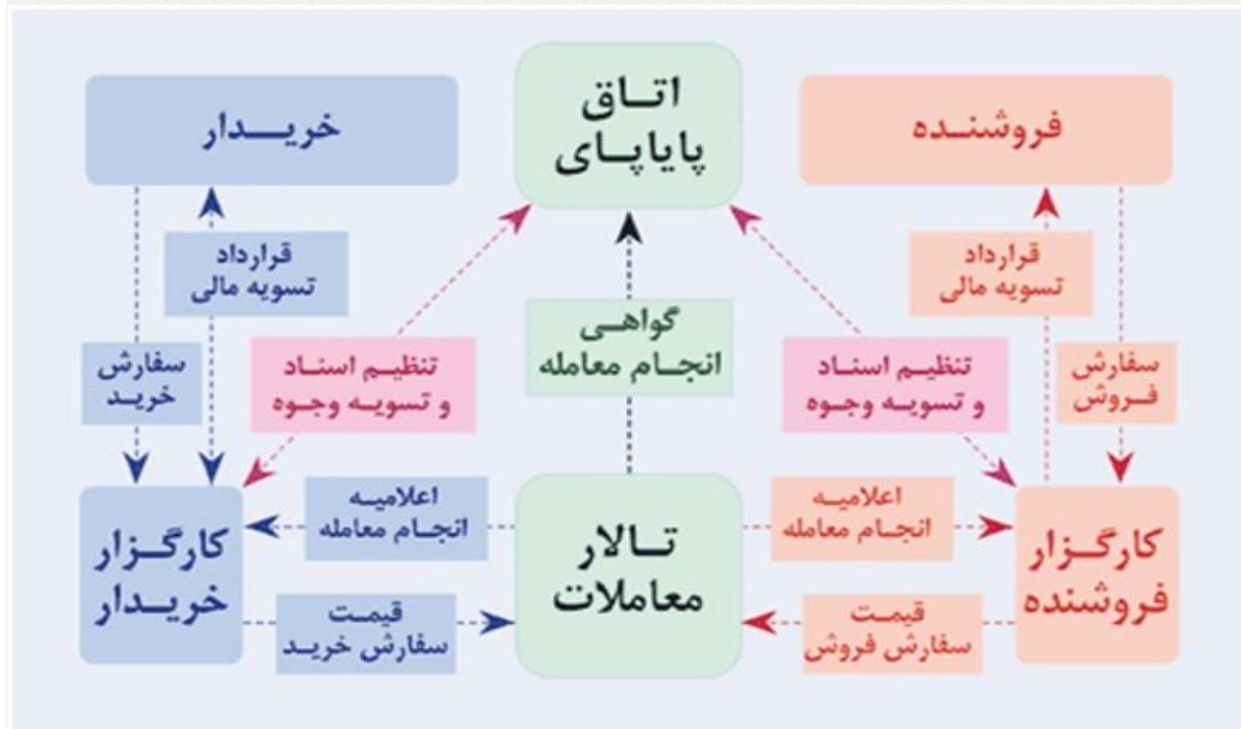 اتاق
پایاپای
فروشنده
خریدار
قرارداد
تسویه مالی
قرارداد
تسویه مالی
گواهی
انجام معامله
سفارش
فروش
تنظیم اسناد
و تسویه وجوه
تنظیم اسناد
و تسویه وجوه
سفارش
خرید
کارگزار
فروشنده
اعلامیه
انجام معامله
تالار
معاملات
اعلامیه
انجام معامله
کارگزار
خریدار
قیمت
سفارش فروش
قیمت
سفارش خرید